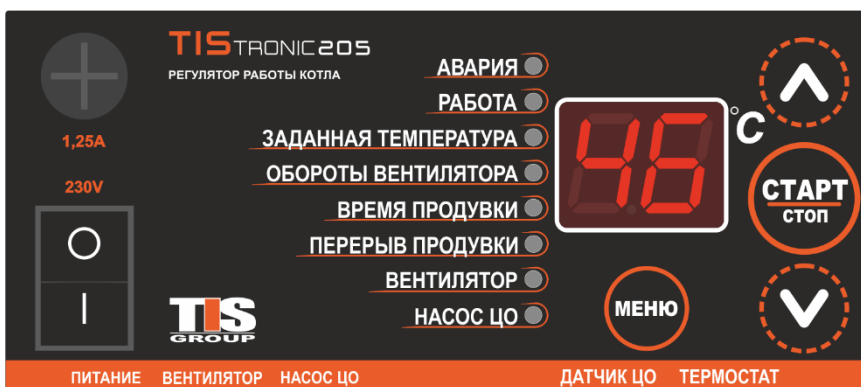 TISTRONIC205
РЕГУЛЯТОР РАБОТЫ КОТЛА
1,25A
230V
O
I
TIS
GROUP
АВАРИЯ
РАБОТА
ЗАДАННАЯ ТЕМПЕРАТУРА
ОБОРОТЫ ВЕНТИЛЯТОРА
ВРЕМЯ ПРОДУВКИ
ПЕРЕРЫВ ПРОДУВКИ
ВЕНТИЛЯТОР
НАСОС ЦО
46
°C
СТАРТ
СТОП
МЕНЮ
ПИТАНИЕ ВЕНТИЛЯТОР НАСОС ЦО ДАТЧИК ЦО ТЕРМОСТАТ